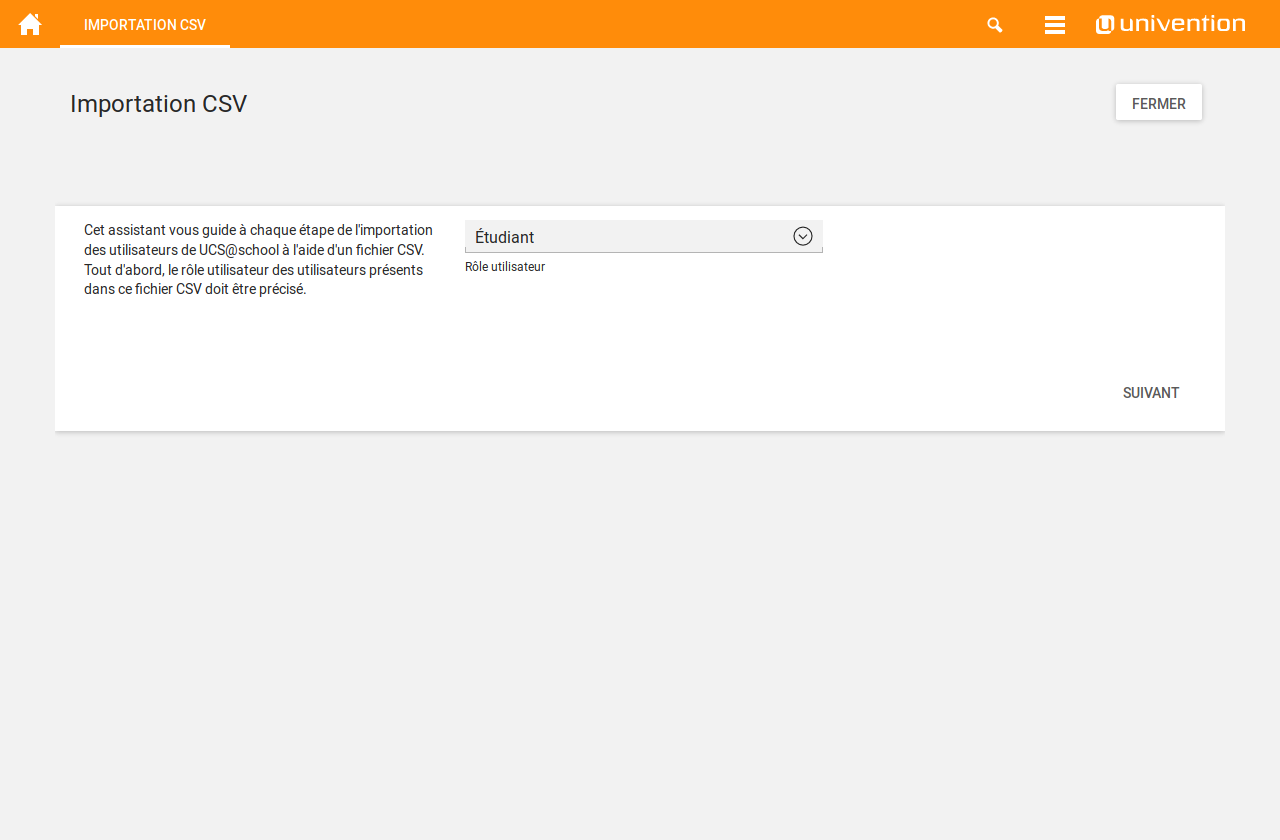 IMPORTATION CSV
univention
Importation CSV
FERMER
Cet assistant vous guide à chaque étape de l'importation
des utilisateurs de UCS@school à l'aide d'un fichier CSV.
Tout d'abord, le rôle utilisateur des utilisateurs présents
dans ce fichier CSV doit être précisé.
Étudiant
Rôle utilisateur
SUIVANT